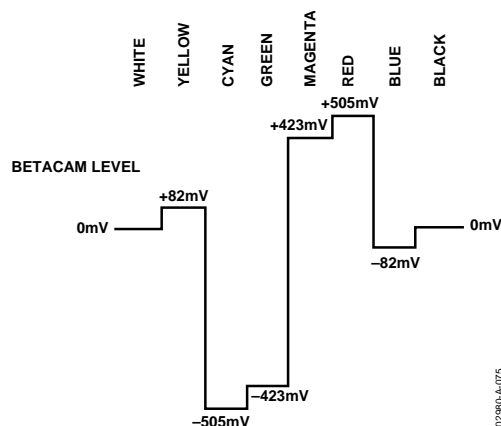 WHITE
YELLOW
CYAN
GREEN
MAGENTA
RED
BLUE
BLACK
+505mV
+423mV
BETACAM LEVEL
+82mV
0mV
0mV
–82mV
–423mV
–505mV
02980-A-075